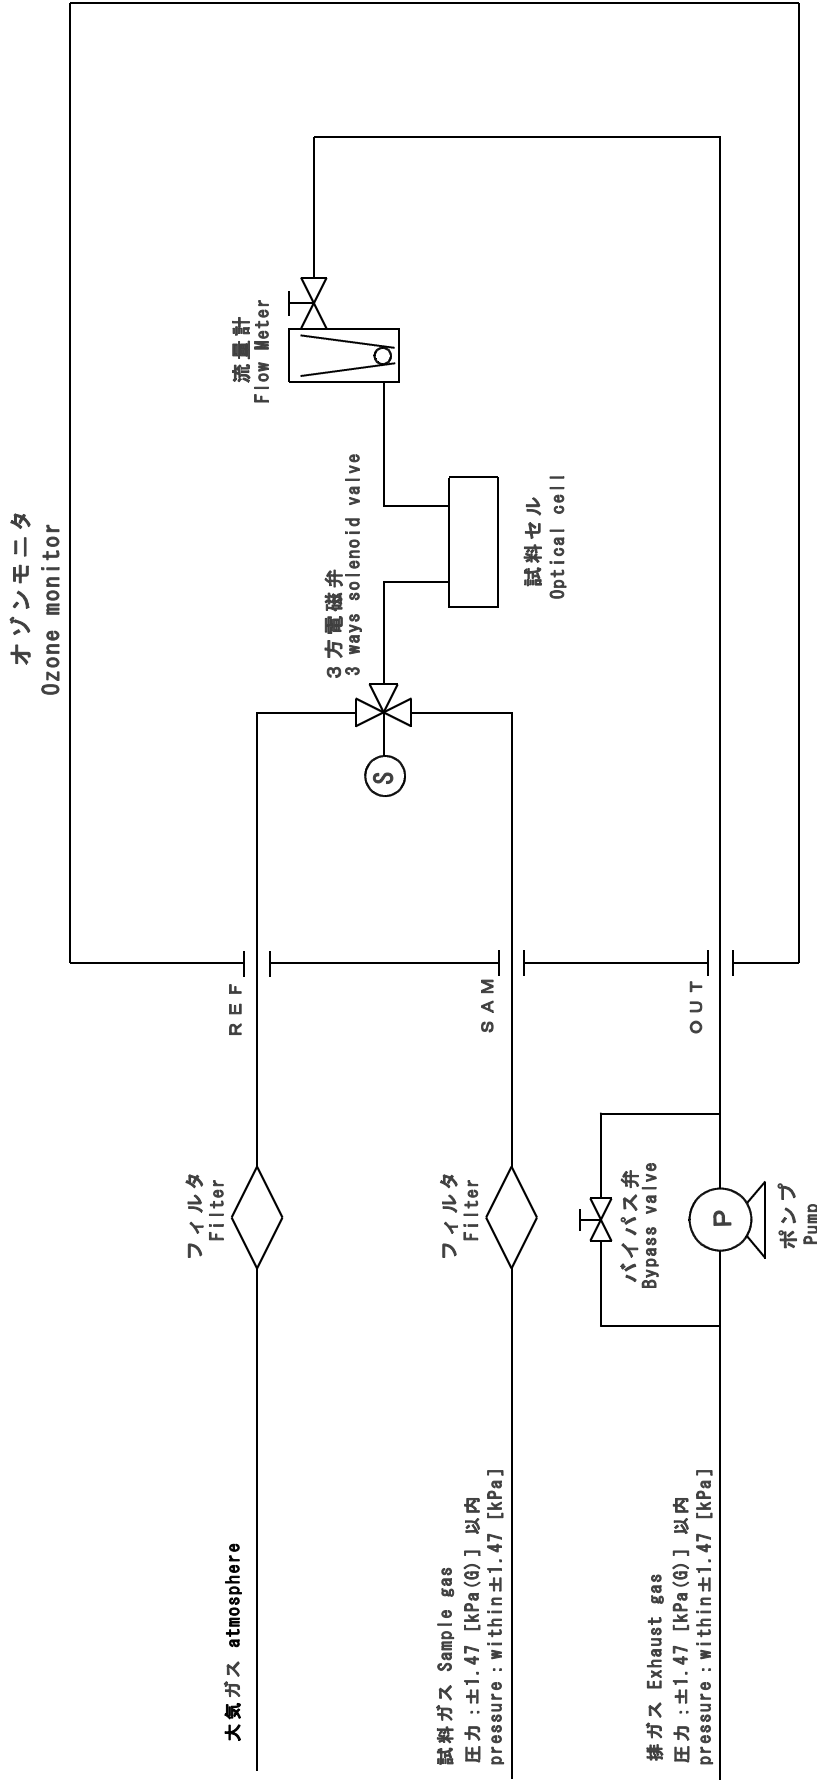 オゾンモニタ
Ozone monitor
流量計
Flow Meter
3方電磁弁
3 ways solenoid valve
試料セル
Optical cell
S
REF
SAM
OUT
フィルタ
Filter
フィルタ
Filter
バイパス弁
Bypass valve
P
ポンプ
Pump
大気ガス atmosphere
試料ガス Sample gas
圧力:±1.47 [kPa(G)] 以内
pressure:within±1.47 [kPa]
排ガス Exhaust gas
圧力:±1.47 [kPa(G)] 以内
pressure:within±1.47 [kPa]